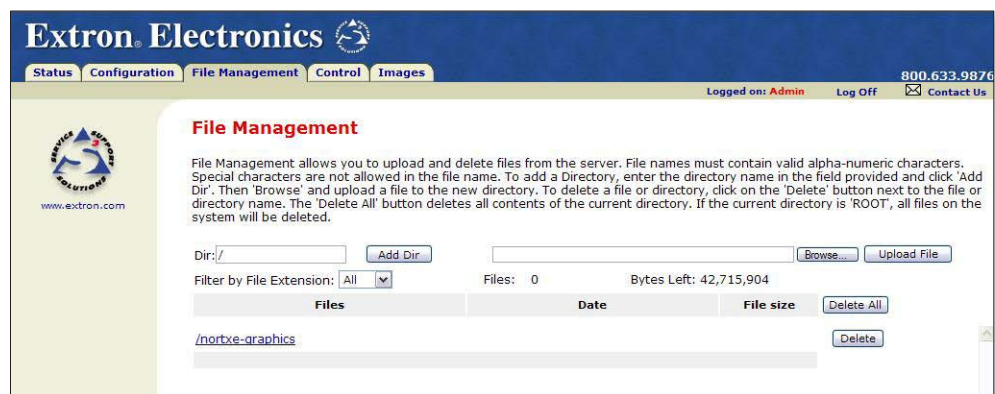 Extron® Electronics
Status Configuration File Management Control Images
800.633.9876
Logged on: Admin Log Off Contact Us
SERVICE SUPPORT SOLUTIONS
www.extron.com
File Management
File Management allows you to upload and delete files from the server. File names must contain valid alpha-numeric characters.
Special characters are not allowed in the file name. To add a Directory, enter the directory name in the field provided and click 'Add
Dir'. Then 'Browse' and upload a file to the new directory. To delete a file or directory, click on the 'Delete' button next to the file or
directory name. The 'Delete All' button deletes all contents of the current directory. If the current directory is 'ROOT', all files on the
system will be deleted.
Dir: / Add Dir Browse... Upload File
Filter by File Extension: All Files: 0 Bytes Left: 42,715,904
Files Date File size Delete All
/nortxe-graphics Delete